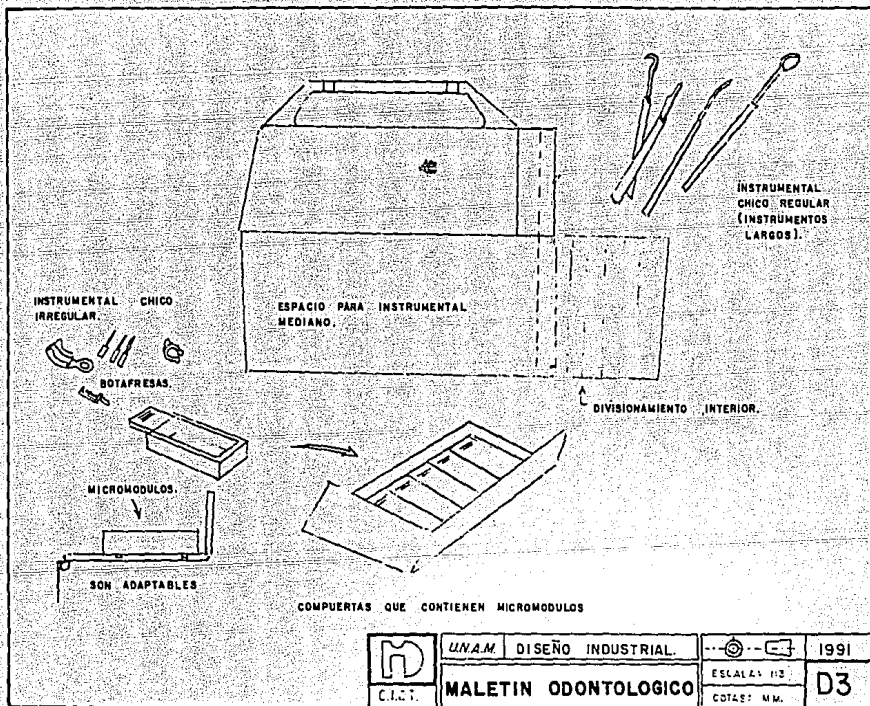 INSTRUMENTAL
CHICO REGULAR
(INSTRUMENTOS
LARGOS).
INSTRUMENTAL CHICO
IRREGULAR.
ESPACIO PARA INSTRUMENTAL
MEDIANO.
BOTAFRESAS.
DIVISIONAMIENTO INTERIOR.
MICROMODULOS.
SON ADAPTABLES
COMPUERTAS QUE CONTIENEN MICROMODULOS
U.N.A.M. DISEÑO INDUSTRIAL. 1991
C.I.C.T. MALETIN ODONTOLOGICO
ESCALA: 1:3
COTAS: MM.
D3